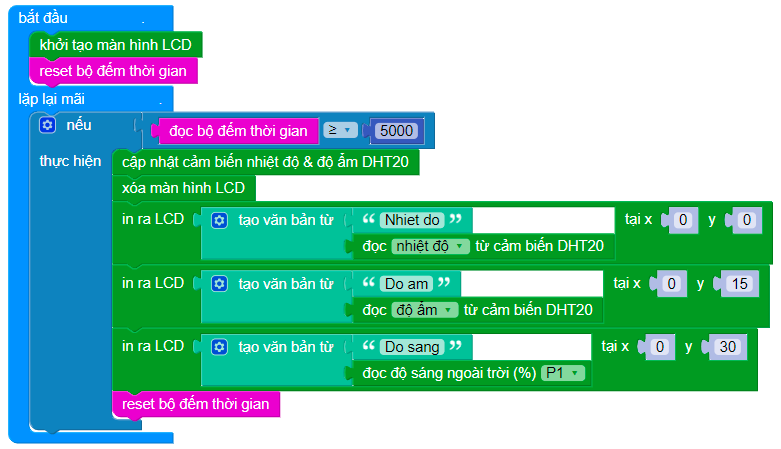 bắt đầu
khởi tạo màn hình LCD
reset bộ đếm thời gian
lặp lại mãi
nếu đọc bộ đếm thời gian ≥ 5000
thực hiện cập nhật cảm biến nhiệt độ & độ ẩm DHT20
xóa màn hình LCD
in ra LCD tạo văn bản từ “ Nhiet do ” tại x 0 y 0
đọc nhiệt độ từ cảm biến DHT20
in ra LCD tạo văn bản từ “ Do am ” tại x 0 y 15
đọc độ ẩm từ cảm biến DHT20
in ra LCD tạo văn bản từ “ Do sang ” tại x 0 y 30
đọc độ sáng ngoài trời (%) P1
reset bộ đếm thời gian